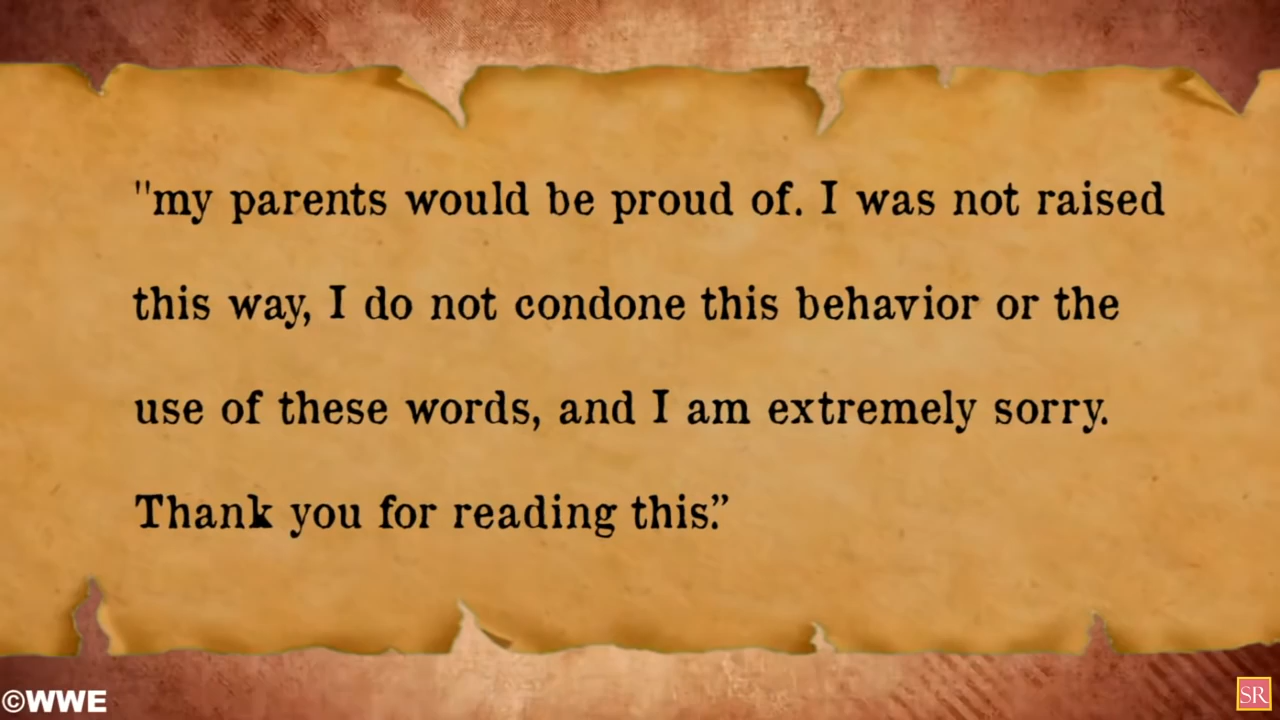 "my parents would be proud of. I was not raised
this way, I do not condone this behavior or the
use of these words, and I am extremely sorry.
Thank you for reading this.”
©WWE
SR